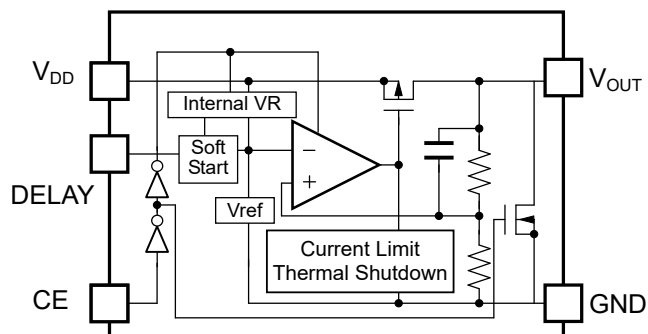 VDD
Internal VR
VOUT
Soft
Start
−
DELAY
+
Vref
Current Limit
Thermal Shutdown
CE
GND